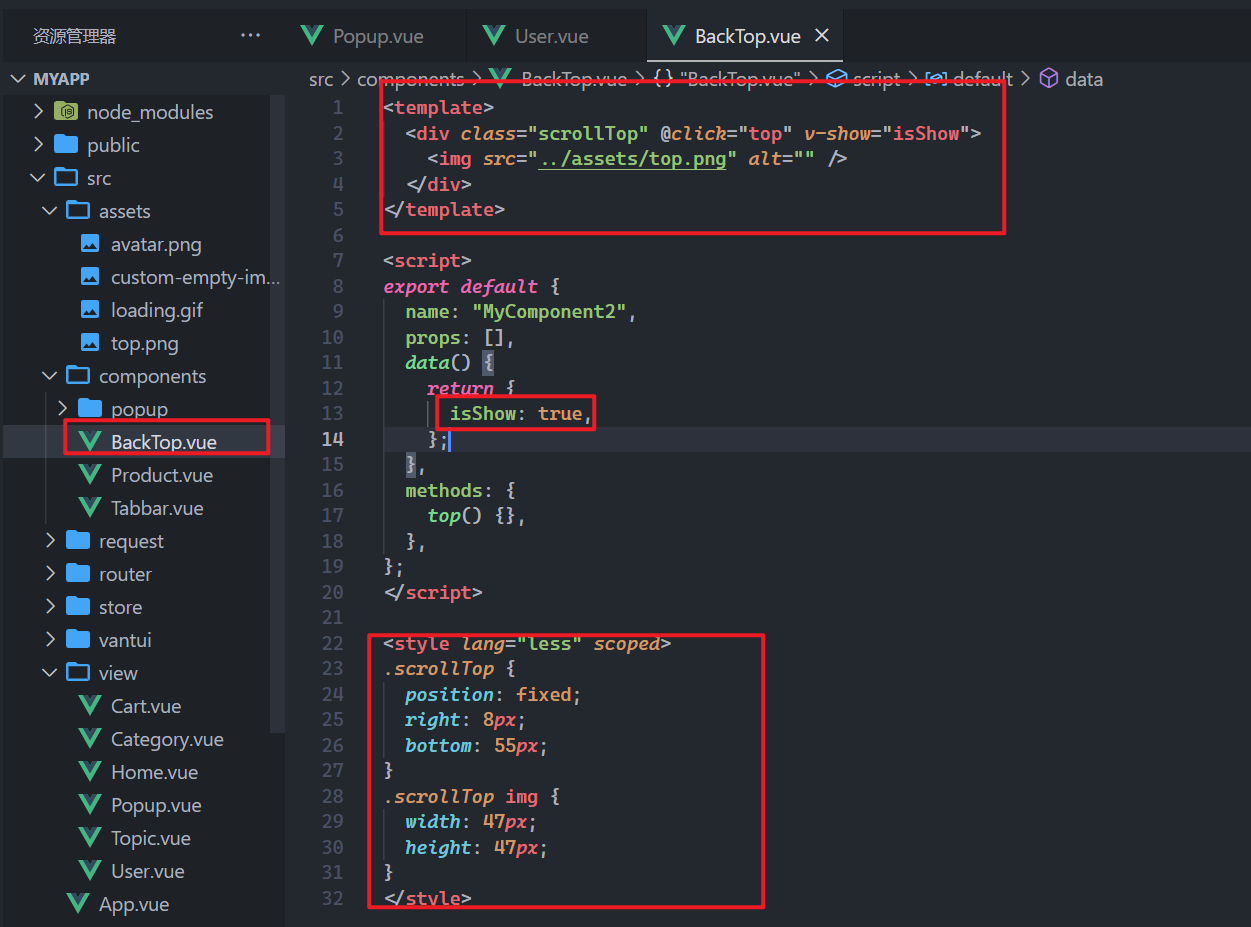 资源管理器 ···
MYAPP
node_modules
public
src
assets
avatar.png
custom-empty-im...
loading.gif
top.png
components
popup
BackTop.vue
Product.vue
Tabbar.vue
request
router
store
vantui
view
Cart.vue
Category.vue
Home.vue
Popup.vue
Topic.vue
User.vue
App.vue
Popup.vue User.vue BackTop.vue ×
src > components > BackTop.vue > {} "BackTop.vue" > script > default > data
1 <template>
2 <div class="scrollTop" @click="top" v-show="isShow">
3 <img src="../assets/top.png" alt="" />
4 </div>
5 </template>
6
7 <script>
8 export default {
9 name: "MyComponent2",
10 props: [],
11 data() {
12 return {
13 isShow: true,
14 };
15 },
16 methods: {
17 top() {},
18 },
19 };
20 </script>
21
22 <style lang="less" scoped>
23 .scrollTop {
24 position: fixed;
25 right: 8px;
26 bottom: 55px;
27 }
28 .scrollTop img {
29 width: 47px;
30 height: 47px;
31 }
32 </style>